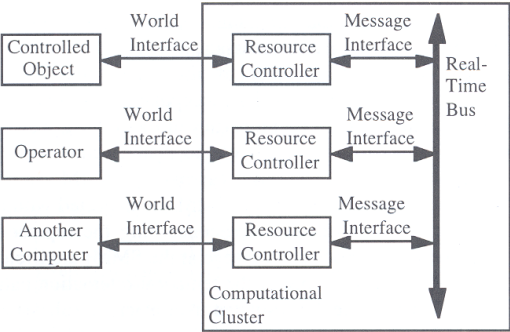 World
Interface
Message
Interface
Controlled
Object
Resource
Controller
Real-
Time
Bus
World
Interface
Message
Interface
Operator
Resource
Controller
World
Interface
Message
Interface
Another
Computer
Resource
Controller
Computational
Cluster